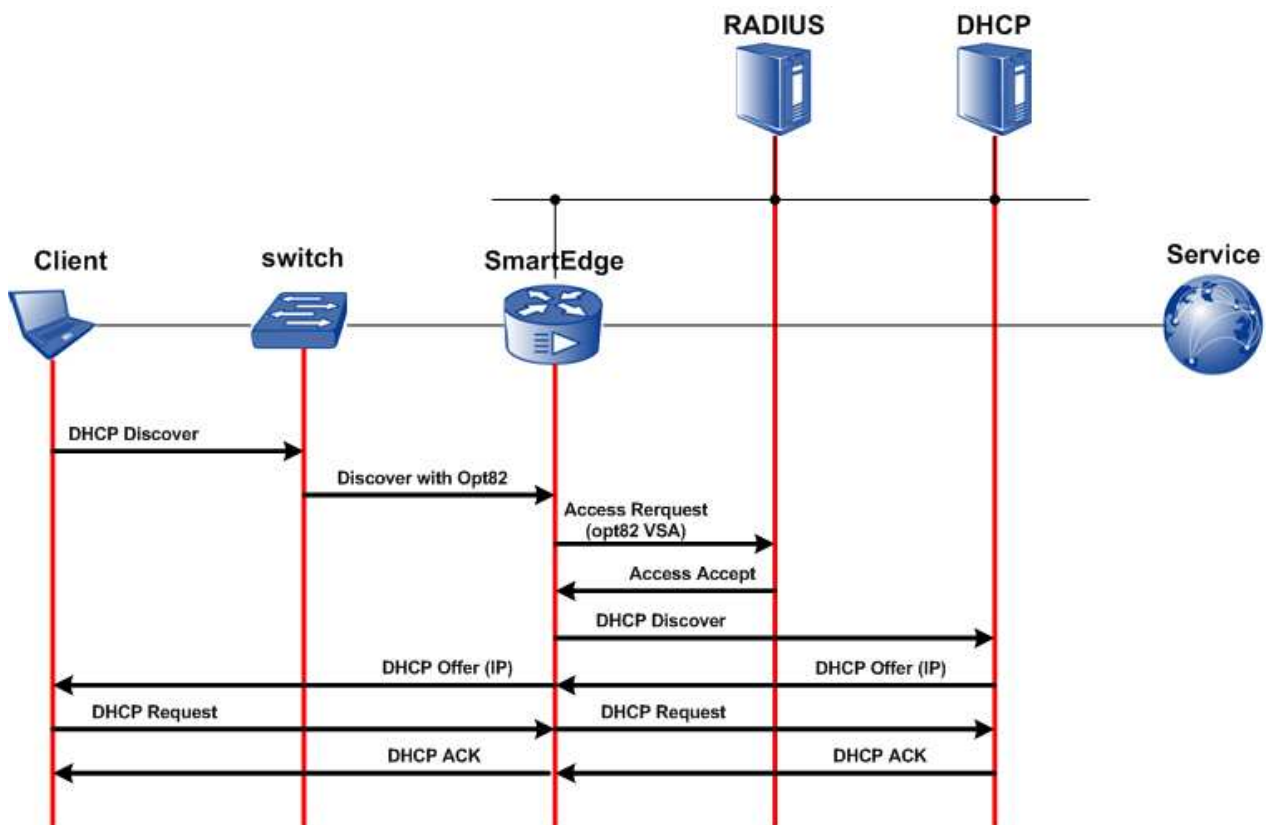 RADIUS
DHCP
Client
switch
SmartEdge
Service
DHCP Discover
Discover with Opt82
Access Rerquest
(opt82 VSA)
Access Accept
DHCP Discover
DHCP Offer (IP)
DHCP Offer (IP)
DHCP Request
DHCP Request
DHCP ACK
DHCP ACK